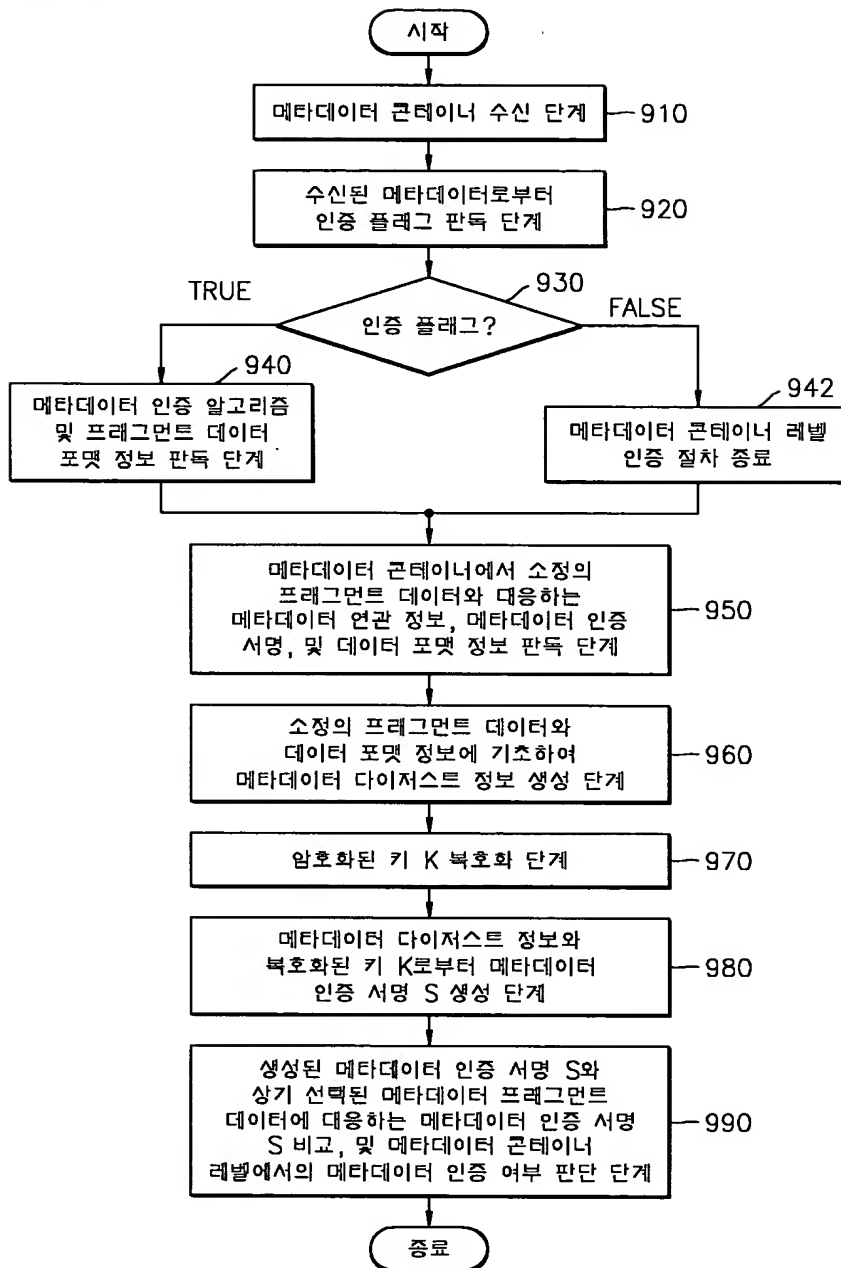 시작
메타데이터 콘테이너 수신 단계
910
수신된 메타데이터로부터
인증 플래그 판독 단계
920
930
TRUE
인증 플래그?
FALSE
940
메타데이터 인증 알고리즘
및 프래그먼트 데이터
포맷 정보 판독 단계
942
메타데이터 콘테이너 레벨
인증 절차 종료
메타데이터 콘테이너에서 소정의
프래그먼트 데이터와 대응하는
메타데이터 연관 정보, 메타데이터 인증
서명, 및 데이터 포맷 정보 판독 단계
950
소정의 프래그먼트 데이터와
데이터 포맷 정보에 기초하여
메타데이터 다이저스트 정보 생성 단계
960
암호화된 키 K 복호화 단계
970
메타데이터 다이저스트 정보와
복호화된 키 K로부터 메타데이터
인증 서명 S 생성 단계
980
생성된 메타데이터 인증 서명 S와
상기 선택된 메타데이터 프래그먼트
데이터에 대응하는 메타데이터 인증 서명
S 비교, 및 메타데이터 콘테이너
레벨에서의 메타데이터 인증 여부 판단 단계
990
종료